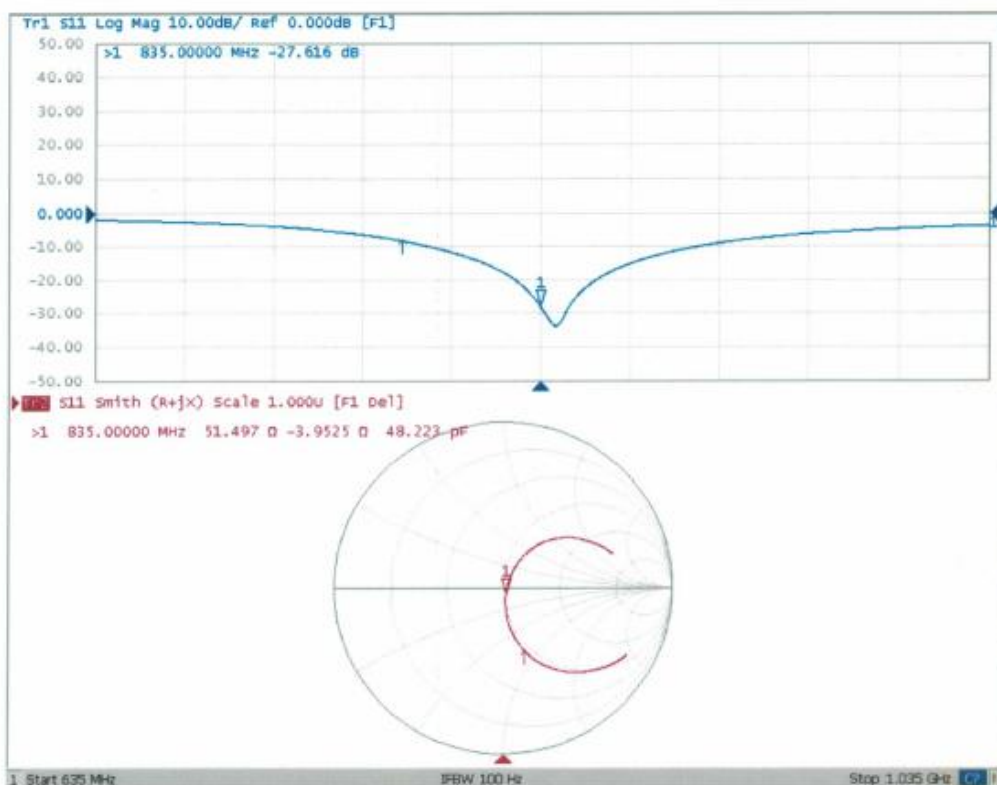 Tr1 S11 Log Mag 10.00dB/ Ref 0.000dB [F1]
50.00
>1 835.00000 MHz -27.616 dB
40.00
30.00
20.00
10.00
0.000
-10.00
-20.00
1
-30.00
-40.00
-50.00
Tr2 S11 Smith (R+jX) Scale 1.000U [F1 Del]
>1 835.00000 MHz 51.497 Ω -3.9525 Ω 48.223 pF
1
1 Start 635 MHz IFBW 100 Hz Stop 1.035 GHz C?